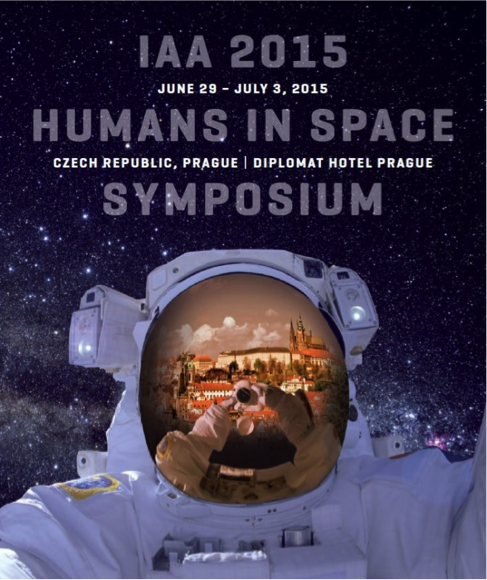 IAA 2015
JUNE 29 – JULY 3, 2015
HUMANS IN SPACE
CZECH REPUBLIC, PRAGUE | DIPLOMAT HOTEL PRAGUE
SYMPOSIUM